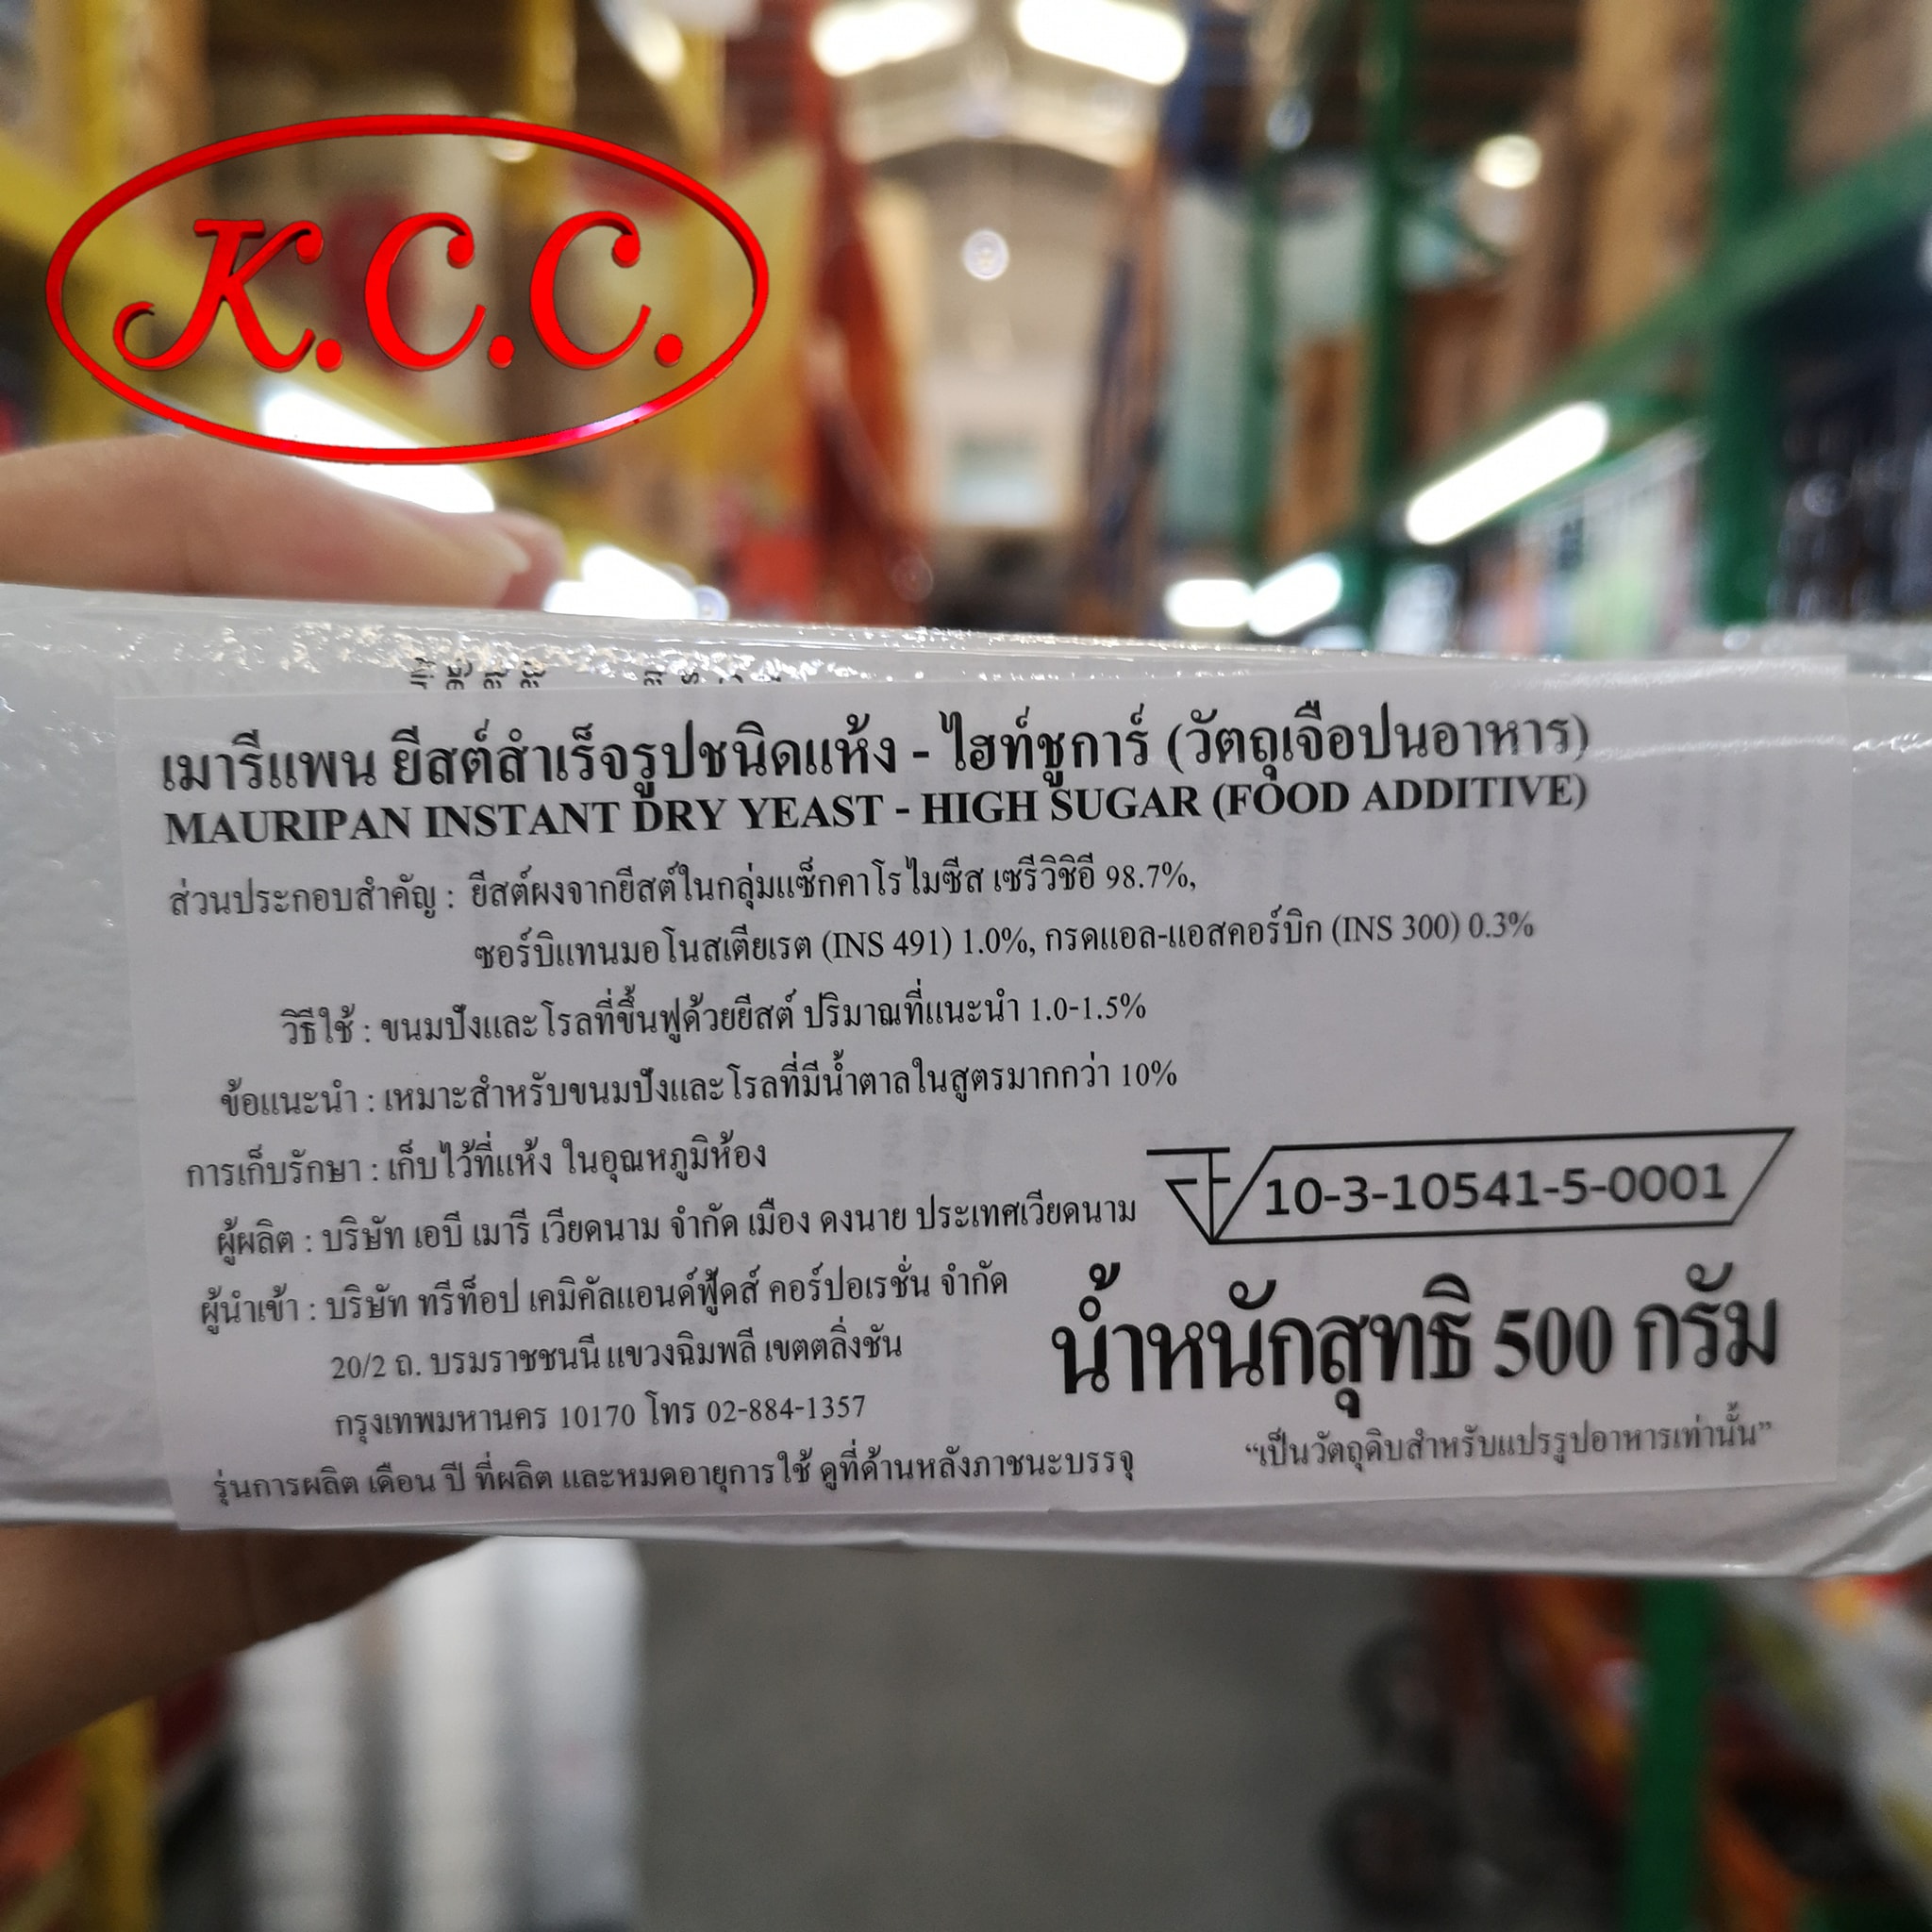 K.C.C.
เมารีแพน ยีสต์สำเร็จรูปชนิดแห้ง - ไฮท์ชูการ์ (วัตถุเจือปนอาหาร)
MAURIPAN INSTANT DRY YEAST - HIGH SUGAR (FOOD ADDITIVE)
ส่วนประกอบสำคัญ : ยีสต์ผงจากยีสต์ในกลุ่มแซ็กคาโรไมซีส เซรีวิซิอี 98.7%,
ซอร์บิแทนมอโนสเตียเรต (INS 491) 1.0%, กรดแอล-แอสคอร์บิก (INS 300) 0.3%
วิธีใช้ : ขนมปังและโรลที่ขึ้นฟูด้วยยีสต์ ปริมาณที่แนะนำ 1.0-1.5%
ข้อแนะนำ : เหมาะสำหรับขนมปังและโรลที่มีน้ำตาลในสูตรมากกว่า 10%
การเก็บรักษา : เก็บไว้ที่แห้ง ในอุณหภูมิห้อง
ผู้ผลิต : บริษัท เอบี เมารี เวียดนาม จำกัด เมือง ดงนาย ประเทศเวียดนาม
10-3-10541-5-0001
ผู้นำเข้า : บริษัท ทรีท็อป เคมิคัลแอนด์ฟู้ดส์ คอร์ปอเรชั่น จำกัด
20/2 ถ. บรมราชชนนี แขวงฉิมพลี เขตตลิ่งชัน
กรุงเทพมหานคร 10170 โทร 02-884-1357
น้ำหนักสุทธิ 500 กรัม
"เป็นวัตถุดิบสำหรับแปรรูปอาหารเท่านั้น"
รุ่นการผลิต เดือน ปี ที่ผลิต และหมดอายุการใช้ ดูที่ด้านหลังภาชนะบรรจุ